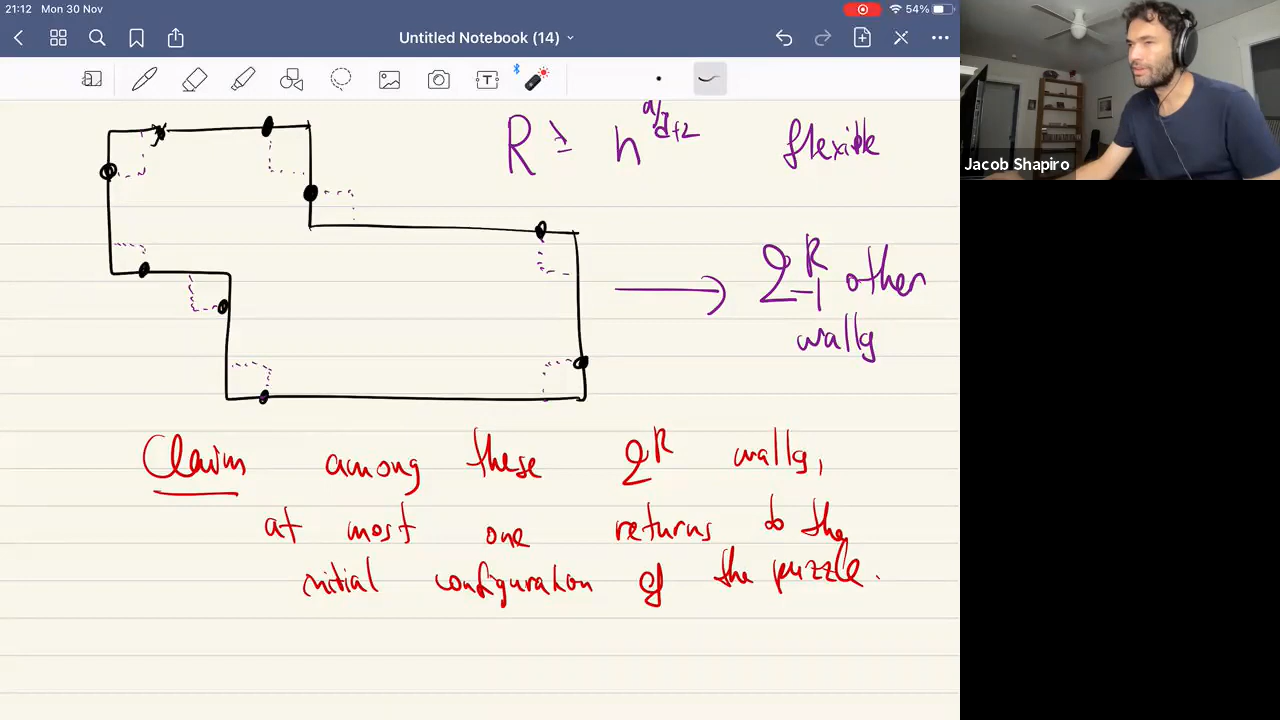 21:12 Mon 30 Nov
54%
Untitled Notebook (14)
Jacob Shapiro
R ≥ n^{a/d+2} flexible
→ 2^R -1 other
walls
Claim among these 2^R walls,
at most one returns to the
initial configuration of the puzzle.